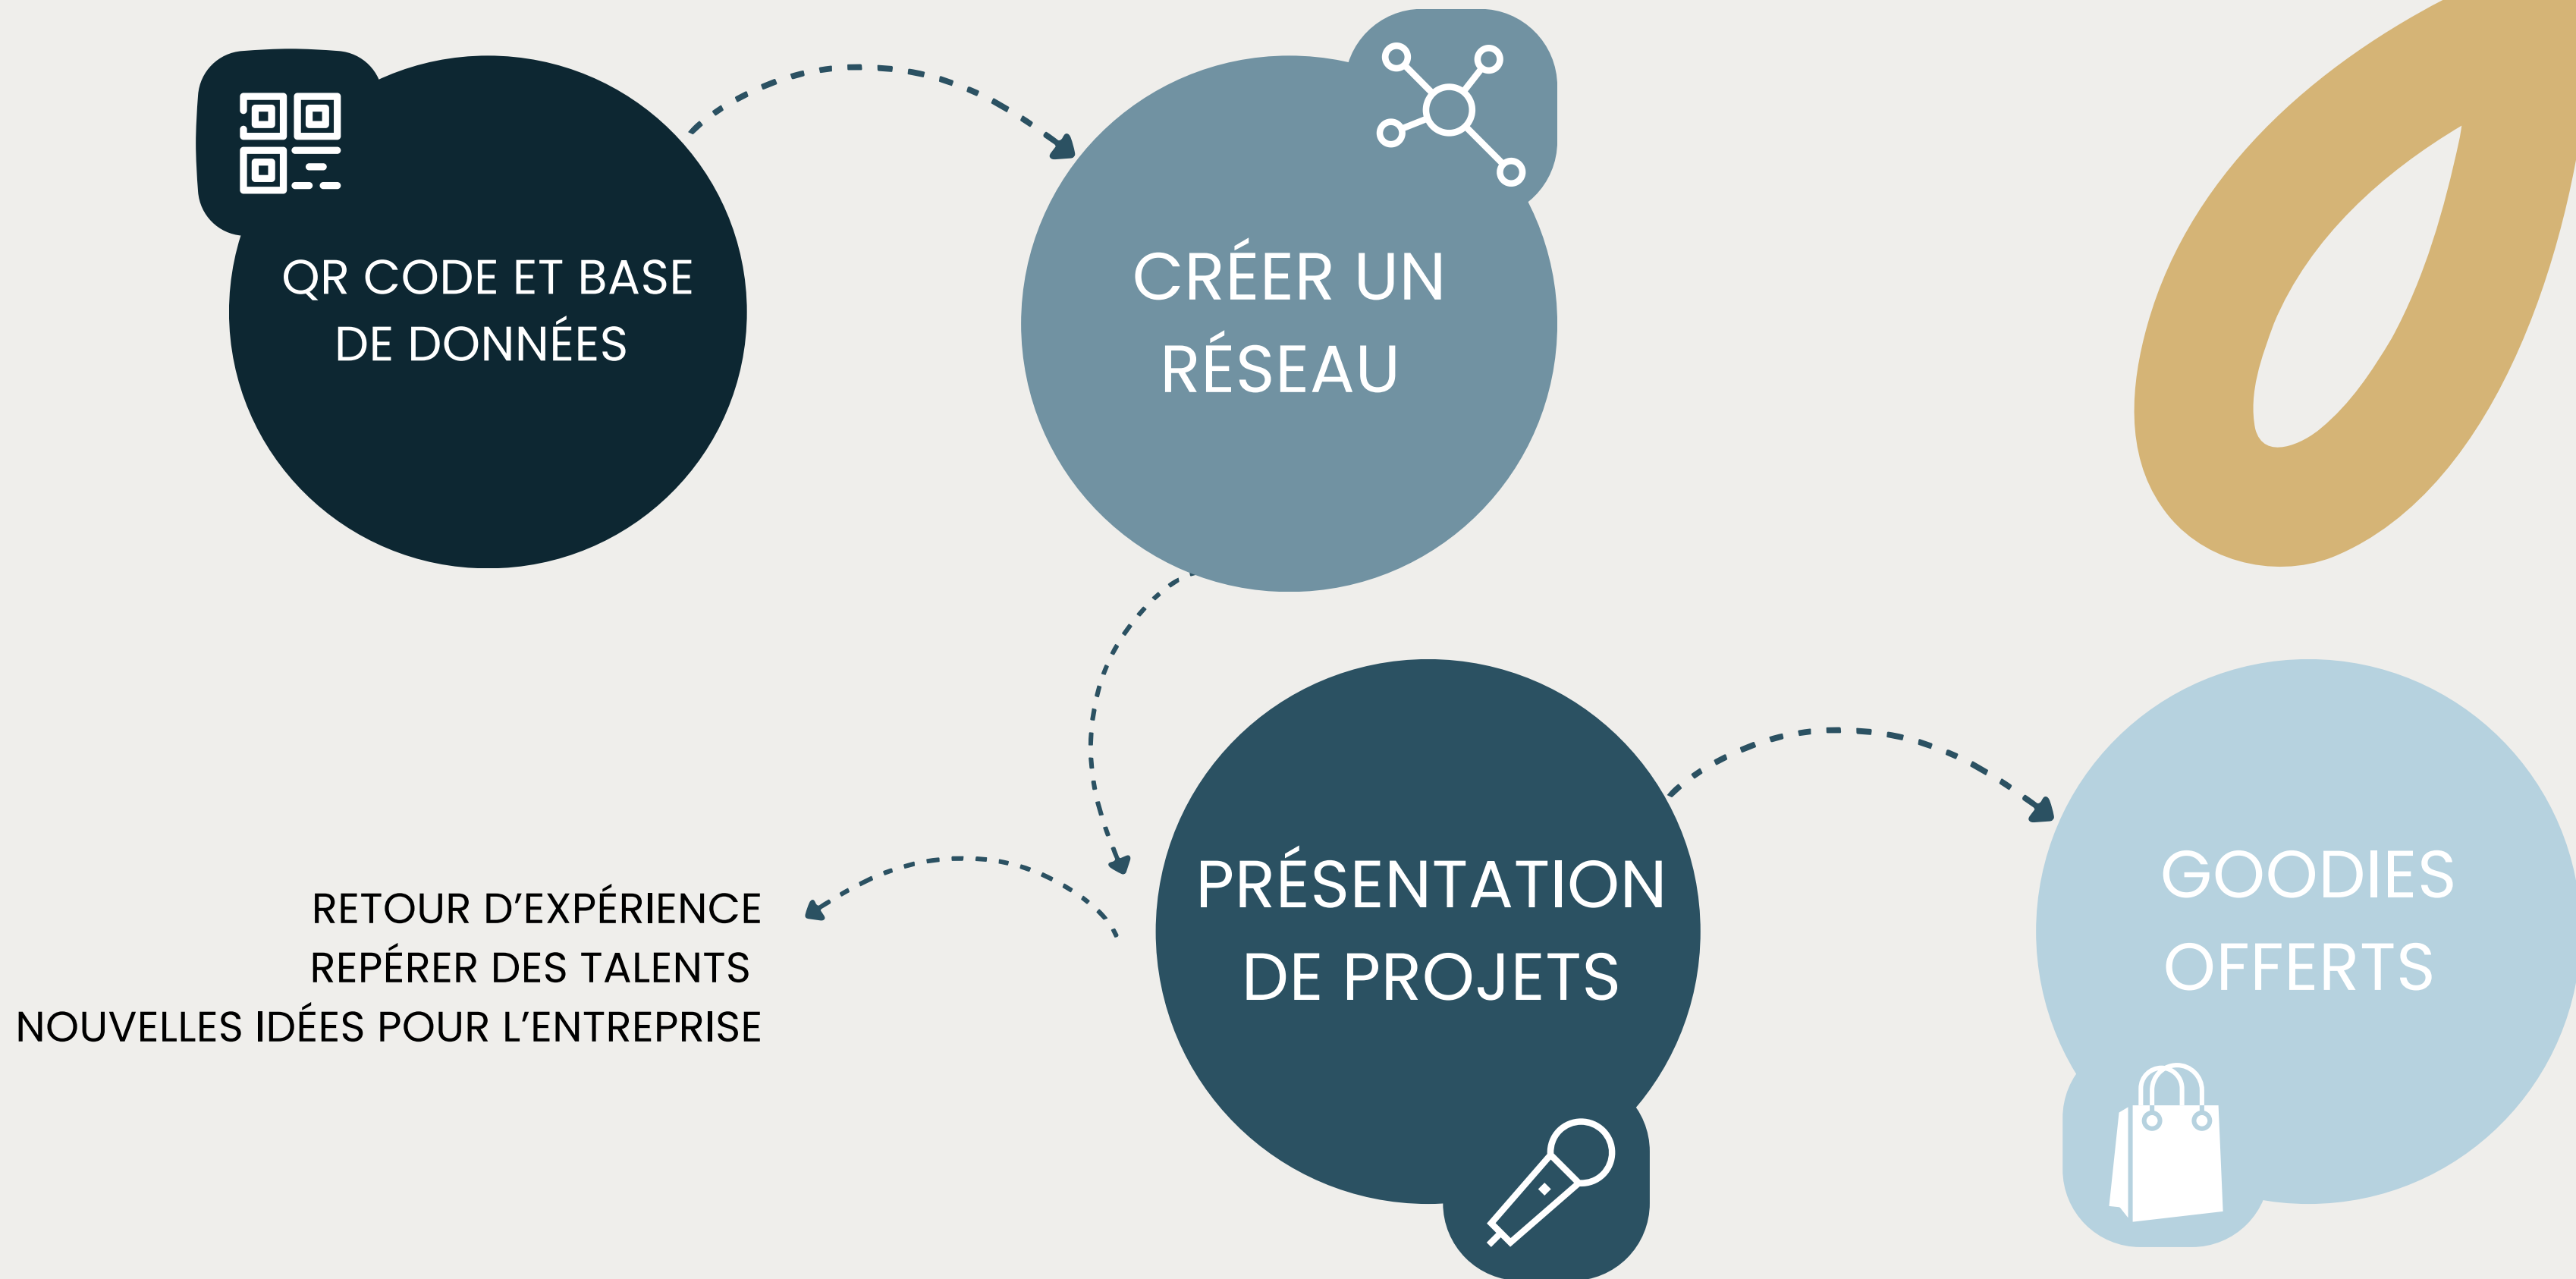 QR CODE ET BASE
DE DONNÉES
CRÉER UN
RÉSEAU
PRÉSENTATION
DE PROJETS
GOODIES
OFFERTS
RETOUR D’EXPÉRIENCE
REPÉRER DES TALENTS
NOUVELLES IDÉES POUR L’ENTREPRISE